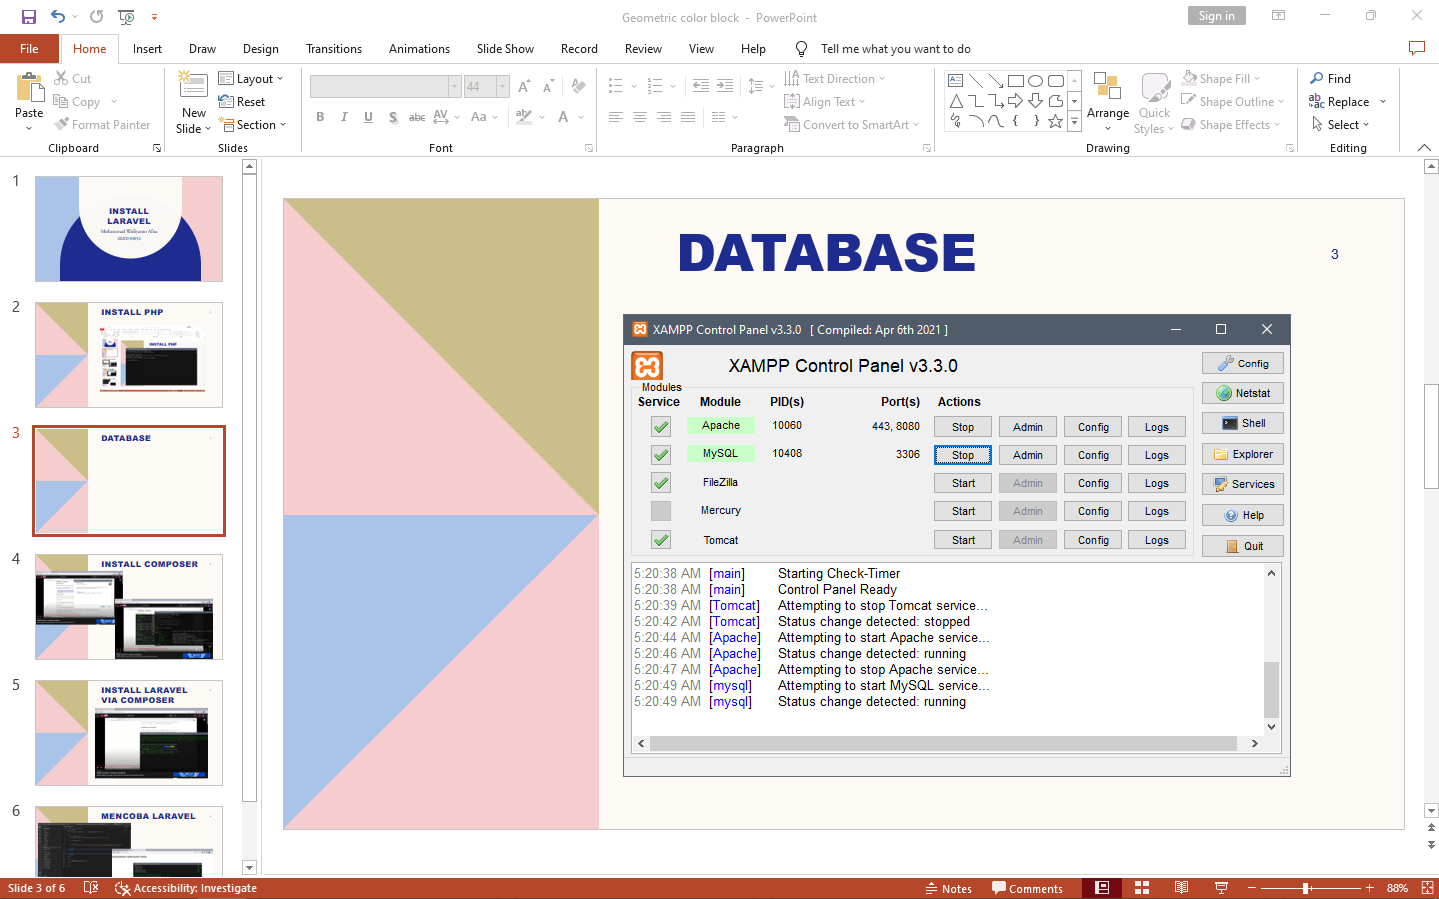 Geometric color block - PowerPoint
Sign in
File
Home
Insert
Draw
Design
Transitions
Animations
Slide Show
Record
Review
View
Help
Tell me what you want to do
Paste
Cut
Copy
Format Painter
Clipboard
New
Slide
Layout
Reset
Section
Slides
44
B I U S abc AV Aa A
Font
Text Direction
Align Text
Convert to SmartArt
Paragraph
Arrange
Quick
Styles
Shape Fill
Shape Outline
Shape Effects
Drawing
Find
Replace
Select
Editing
1
INSTALL
LARAVEL
2
INSTALL PHP
3
DATABASE
4
INSTALL COMPOSER
5
INSTALL LARAVEL
VIA COMPOSER
6
MENCOBA LARAVEL
DATABASE
3
XAMPP Control Panel v3.3.0 [ Compiled: Apr 6th 2021 ]
XAMPP Control Panel v3.3.0
Modules
Service Module PID(s) Port(s) Actions
Apache 10060 443, 8080 Stop Admin Config Logs
MySQL 10408 3306 Stop Admin Config Logs
FileZilla Start Admin Config Logs
Mercury Start Admin Config Logs
Tomcat Start Admin Config Logs
Config
Netstat
Shell
Explorer
Services
Help
Quit
5:20:38 AM [main] Starting Check-Timer
5:20:38 AM [main] Control Panel Ready
5:20:39 AM [Tomcat] Attempting to stop Tomcat service...
5:20:42 AM [Tomcat] Status change detected: stopped
5:20:44 AM [Apache] Attempting to start Apache service...
5:20:46 AM [Apache] Status change detected: running
5:20:47 AM [Apache] Attempting to stop Apache service...
5:20:49 AM [mysql] Attempting to start MySQL service...
5:20:49 AM [mysql] Status change detected: running
Slide 3 of 6
Accessibility: Investigate
Notes
Comments
88%